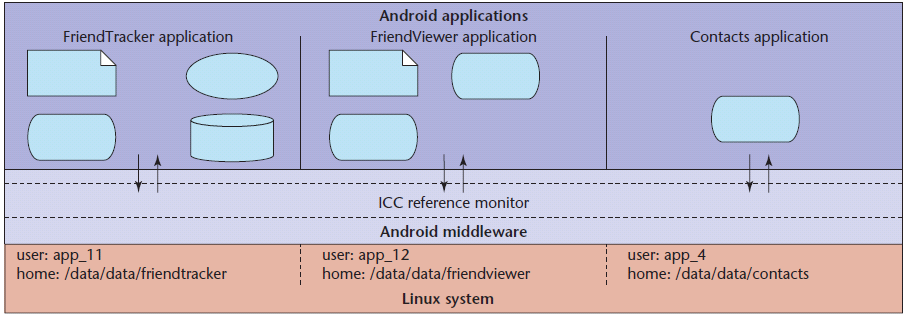 Android applications
FriendTracker application
FriendViewer application
Contacts application
ICC reference monitor
Android middleware
user: app_11
home: /data/data/friendtracker
user: app_12
home: /data/data/friendviewer
user: app_4
home: /data/data/contacts
Linux system